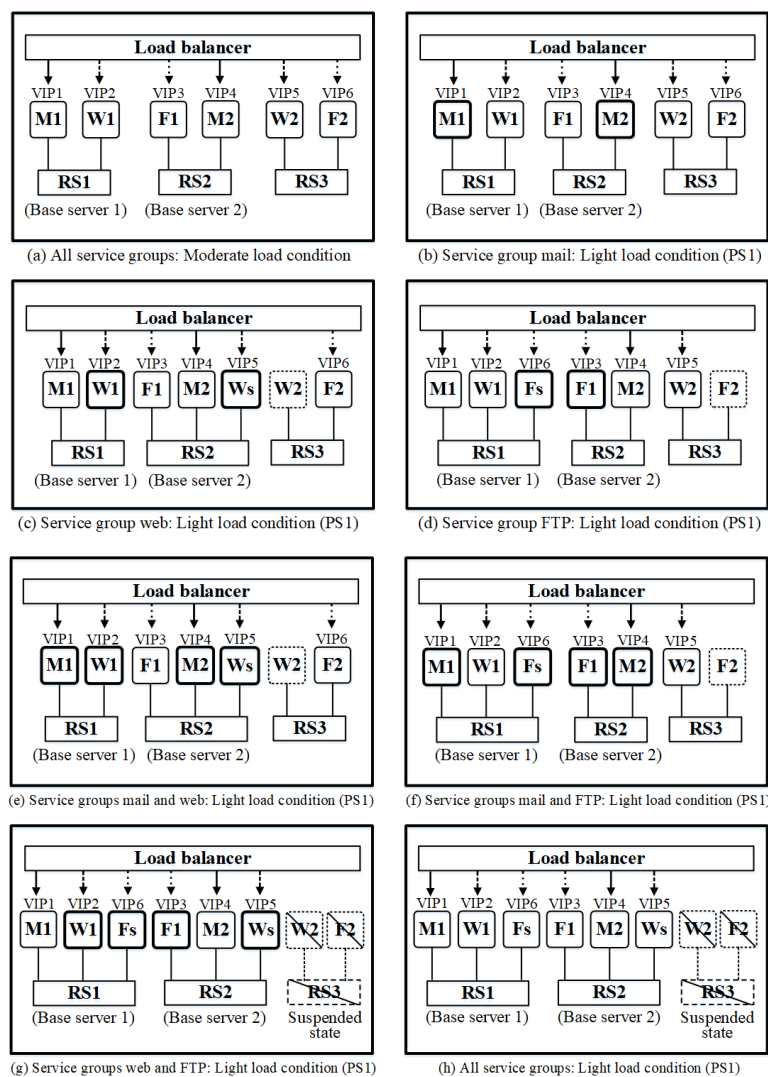 Load balancer
VIP1 VIP2 VIP3 VIP4 VIP5 VIP6
M1 W1 F1 M2 W2 F2
RS1 RS2 RS3
(Base server 1) (Base server 2)
(a) All service groups: Moderate load condition
Load balancer
VIP1 VIP2 VIP3 VIP4 VIP5 VIP6
M1 W1 F1 M2 W2 F2
RS1 RS2 RS3
(Base server 1) (Base server 2)
(b) Service group mail: Light load condition (PS1)
Load balancer
VIP1 VIP2 VIP3 VIP4 VIP5 VIP6
M1 W1 F1 M2 Ws W2 F2
RS1 RS2 RS3
(Base server 1) (Base server 2)
(c) Service group web: Light load condition (PS1)
Load balancer
VIP1 VIP2 VIP6 VIP3 VIP4 VIP5
M1 W1 Fs F1 M2 W2 F2
RS1 RS2 RS3
(Base server 1) (Base server 2)
(d) Service group FTP: Light load condition (PS1)
Load balancer
VIP1 VIP2 VIP3 VIP4 VIP5 VIP6
M1 W1 F1 M2 Ws W2 F2
RS1 RS2 RS3
(Base server 1) (Base server 2)
(e) Service groups mail and web: Light load condition (PS1)
Load balancer
VIP1 VIP2 VIP6 VIP3 VIP4 VIP5
M1 W1 Fs F1 M2 W2 F2
RS1 RS2 RS3
(Base server 1) (Base server 2)
(f) Service groups mail and FTP: Light load condition (PS1)
Load balancer
VIP1 VIP2 VIP6 VIP3 VIP4 VIP5
M1 W1 Fs F1 M2 Ws W2 F2
RS1 RS2 RS3
(Base server 1) (Base server 2) Suspended
state
(g) Service groups web and FTP: Light load condition (PS1)
Load balancer
VIP1 VIP2 VIP6 VIP3 VIP4 VIP5
M1 W1 Fs F1 M2 Ws W2 F2
RS1 RS2 RS3
(Base server 1) (Base server 2) Suspended
state
(h) All service groups: Light load condition (PS1)